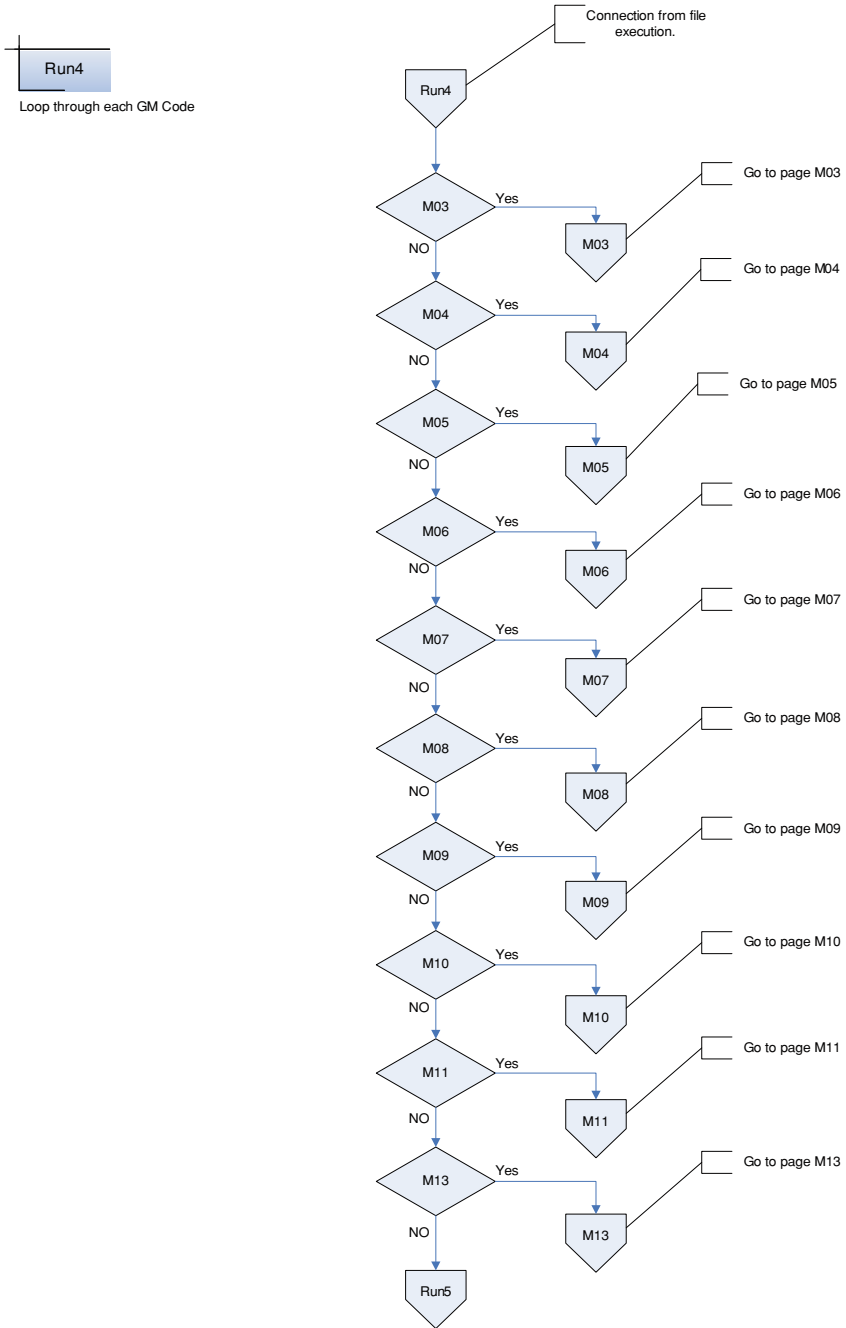 Connection from file
execution.
Run4
Loop through each GM Code
Run4
M03
Yes
NO
M03
Go to page M03
M04
Yes
NO
M04
Go to page M04
M05
Yes
NO
M05
Go to page M05
M06
Yes
NO
M06
Go to page M06
M07
Yes
NO
M07
Go to page M07
M08
Yes
NO
M08
Go to page M08
M09
Yes
NO
M09
Go to page M09
M10
Yes
NO
M10
Go to page M10
M11
Yes
NO
M11
Go to page M11
M13
Yes
NO
M13
Go to page M13
Run5